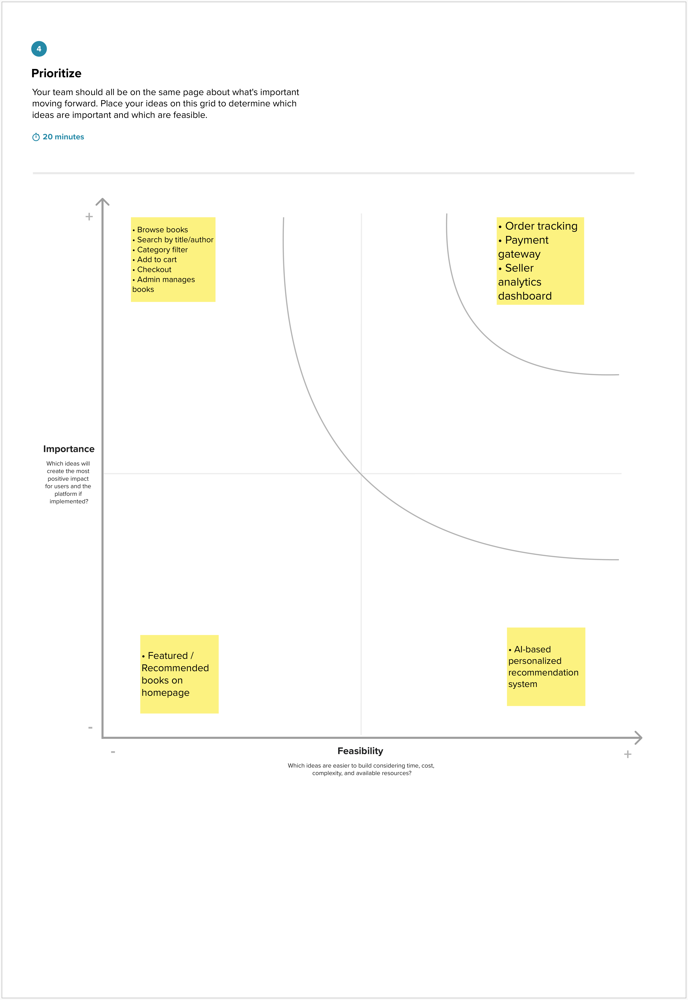 4
Prioritize
Your team should all be on the same page about what's important
moving forward. Place your ideas on this grid to determine which
ideas are important and which are feasible.
20 minutes
+
• Browse books
• Search by title/author
• Category filter
• Add to cart
• Checkout
• Admin manages
books
• Order tracking
• Payment
gateway
• Seller
analytics
dashboard
Importance
Which ideas will
create the most
positive impact
for users and the
platform if
implemented?
• Featured /
Recommended
books on
homepage
• AI-based
personalized
recommendation
system
-
-
Feasibility
+
Which ideas are easier to build considering time, cost,
complexity, and available resources?